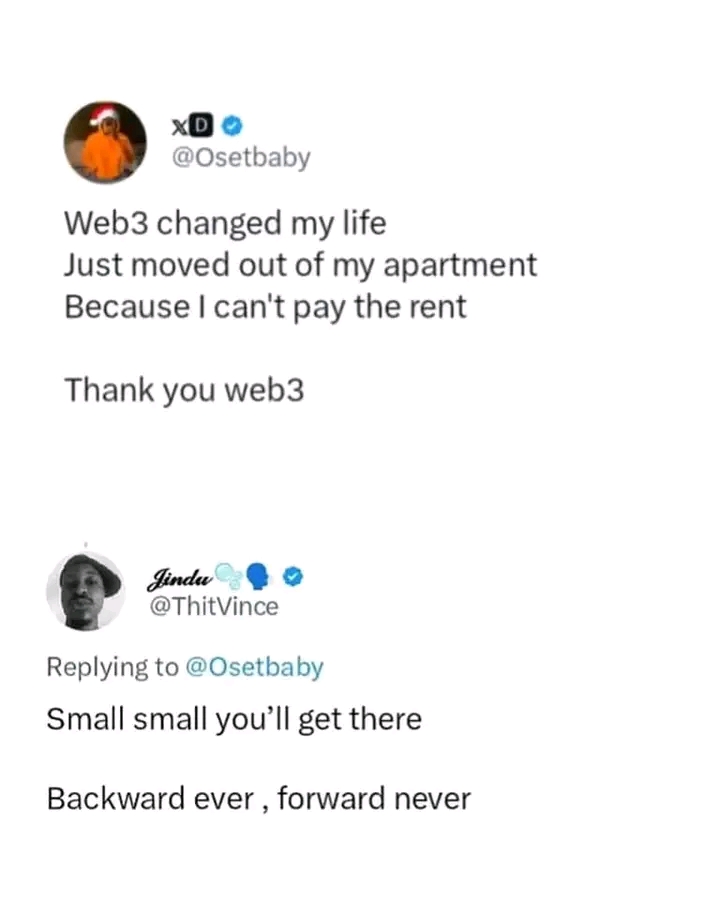 XD
@Osetbaby
Web3 changed my life
Just moved out of my apartment
Because I can't pay the rent
Thank you web3
Jindu
@ThitVince
Replying to @Osetbaby
Small small you’ll get there
Backward ever , forward never